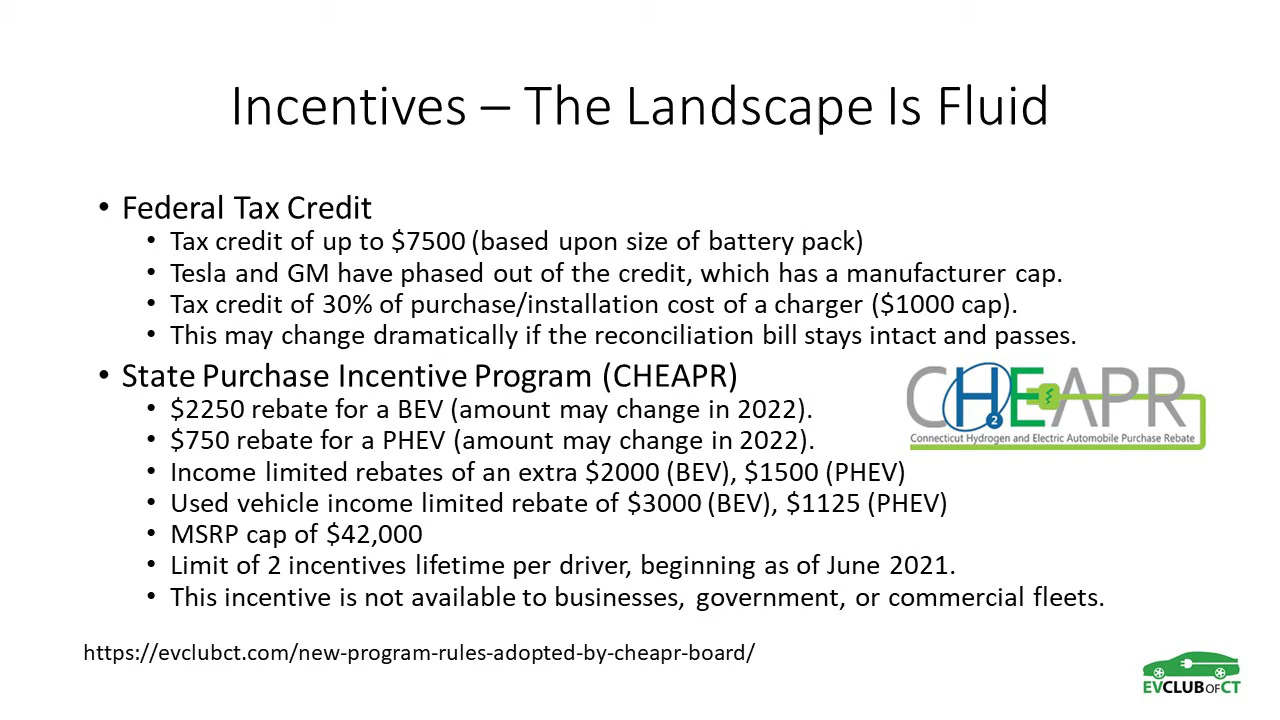 Incentives – The Landscape Is Fluid
• Federal Tax Credit
• Tax credit of up to $7500 (based upon size of battery pack)
• Tesla and GM have phased out of the credit, which has a manufacturer cap.
• Tax credit of 30% of purchase/installation cost of a charger ($1000 cap).
• This may change dramatically if the reconciliation bill stays intact and passes.
• State Purchase Incentive Program (CHEAPR)
• $2250 rebate for a BEV (amount may change in 2022).
• $750 rebate for a PHEV (amount may change in 2022).
• Income limited rebates of an extra $2000 (BEV), $1500 (PHEV)
• Used vehicle income limited rebate of $3000 (BEV), $1125 (PHEV)
• MSRP cap of $42,000
• Limit of 2 incentives lifetime per driver, beginning as of June 2021.
• This incentive is not available to businesses, government, or commercial fleets.
CH2EAPR
Connecticut Hydrogen and Electric Automobile Purchase Rebate
https://evclubct.com/new-program-rules-adopted-by-cheapr-board/
EVCLUBOFCT